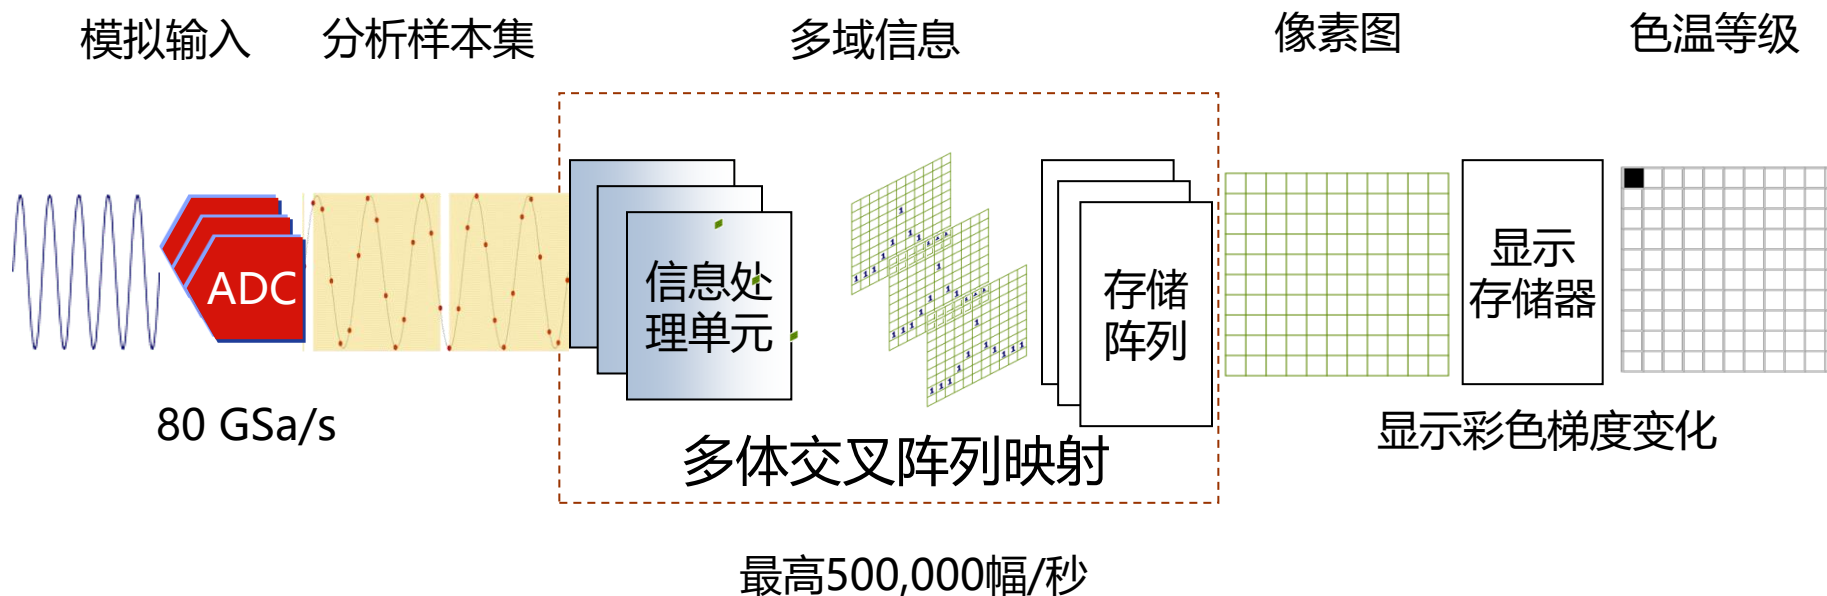 模拟输入
分析样本集
多域信息
像素图
色温等级
ADC
信息处
理单元
存储
阵列
显示
存储器
80 GSa/s
多体交叉阵列映射
显示彩色梯度变化
最高500,000幅/秒